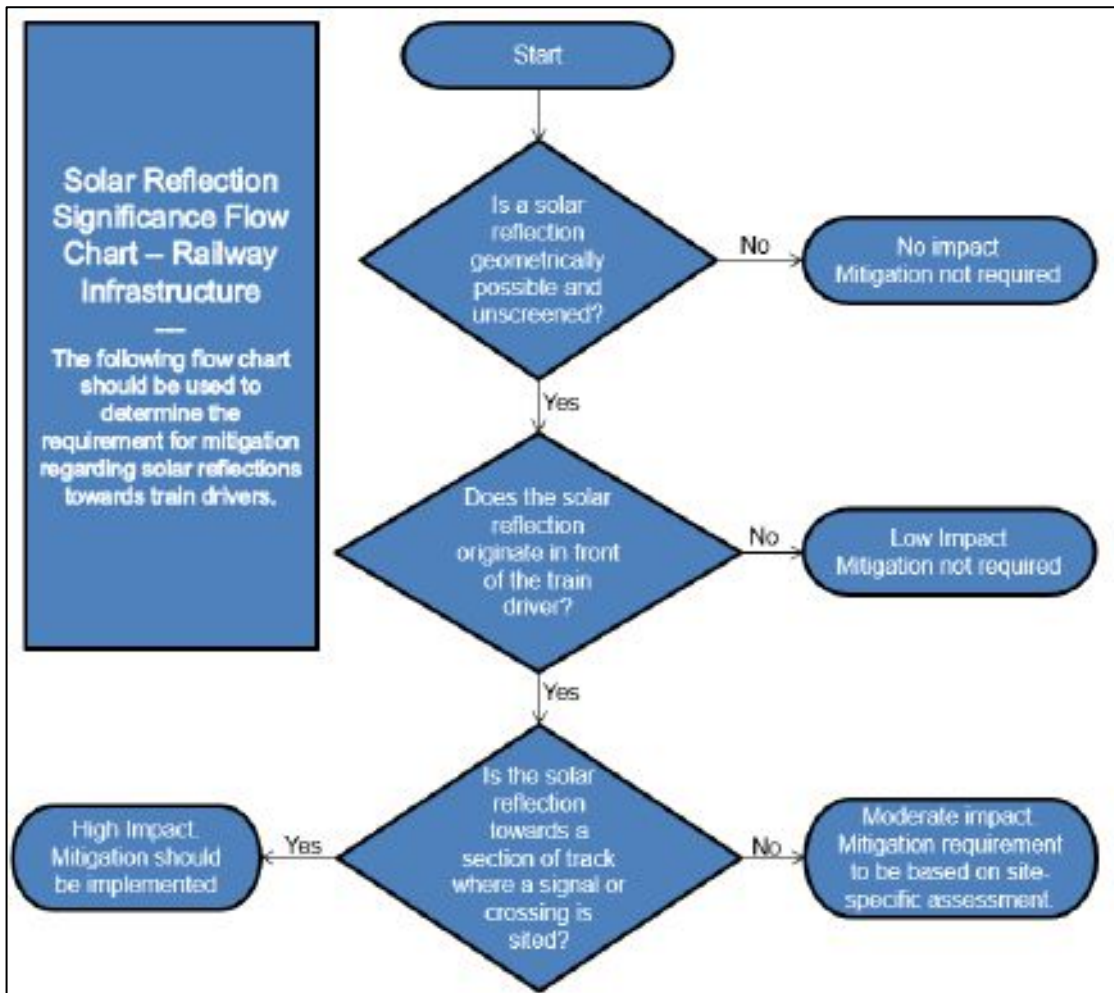 Solar Reflection
Significance Flow
Chart – Railway
Infrastructure
---
The following flow chart
should be used to
determine the
requirement for mitigation
regarding solar reflections
towards train drivers.
Start
Is a solar
reflection
geometrically
possible and
unscreened?
No
No impact
Mitigation not required
Yes
Does the solar
reflection
originate in front
of the train
driver?
No
Low Impact
Mitigation not required
Yes
Is the solar
reflection
towards a
section of track
where a signal or
crossing is
sited?
Yes
High Impact.
Mitigation should
be implemented
No
Moderate impact.
Mitigation requirement
to be based on site-
specific assessment.